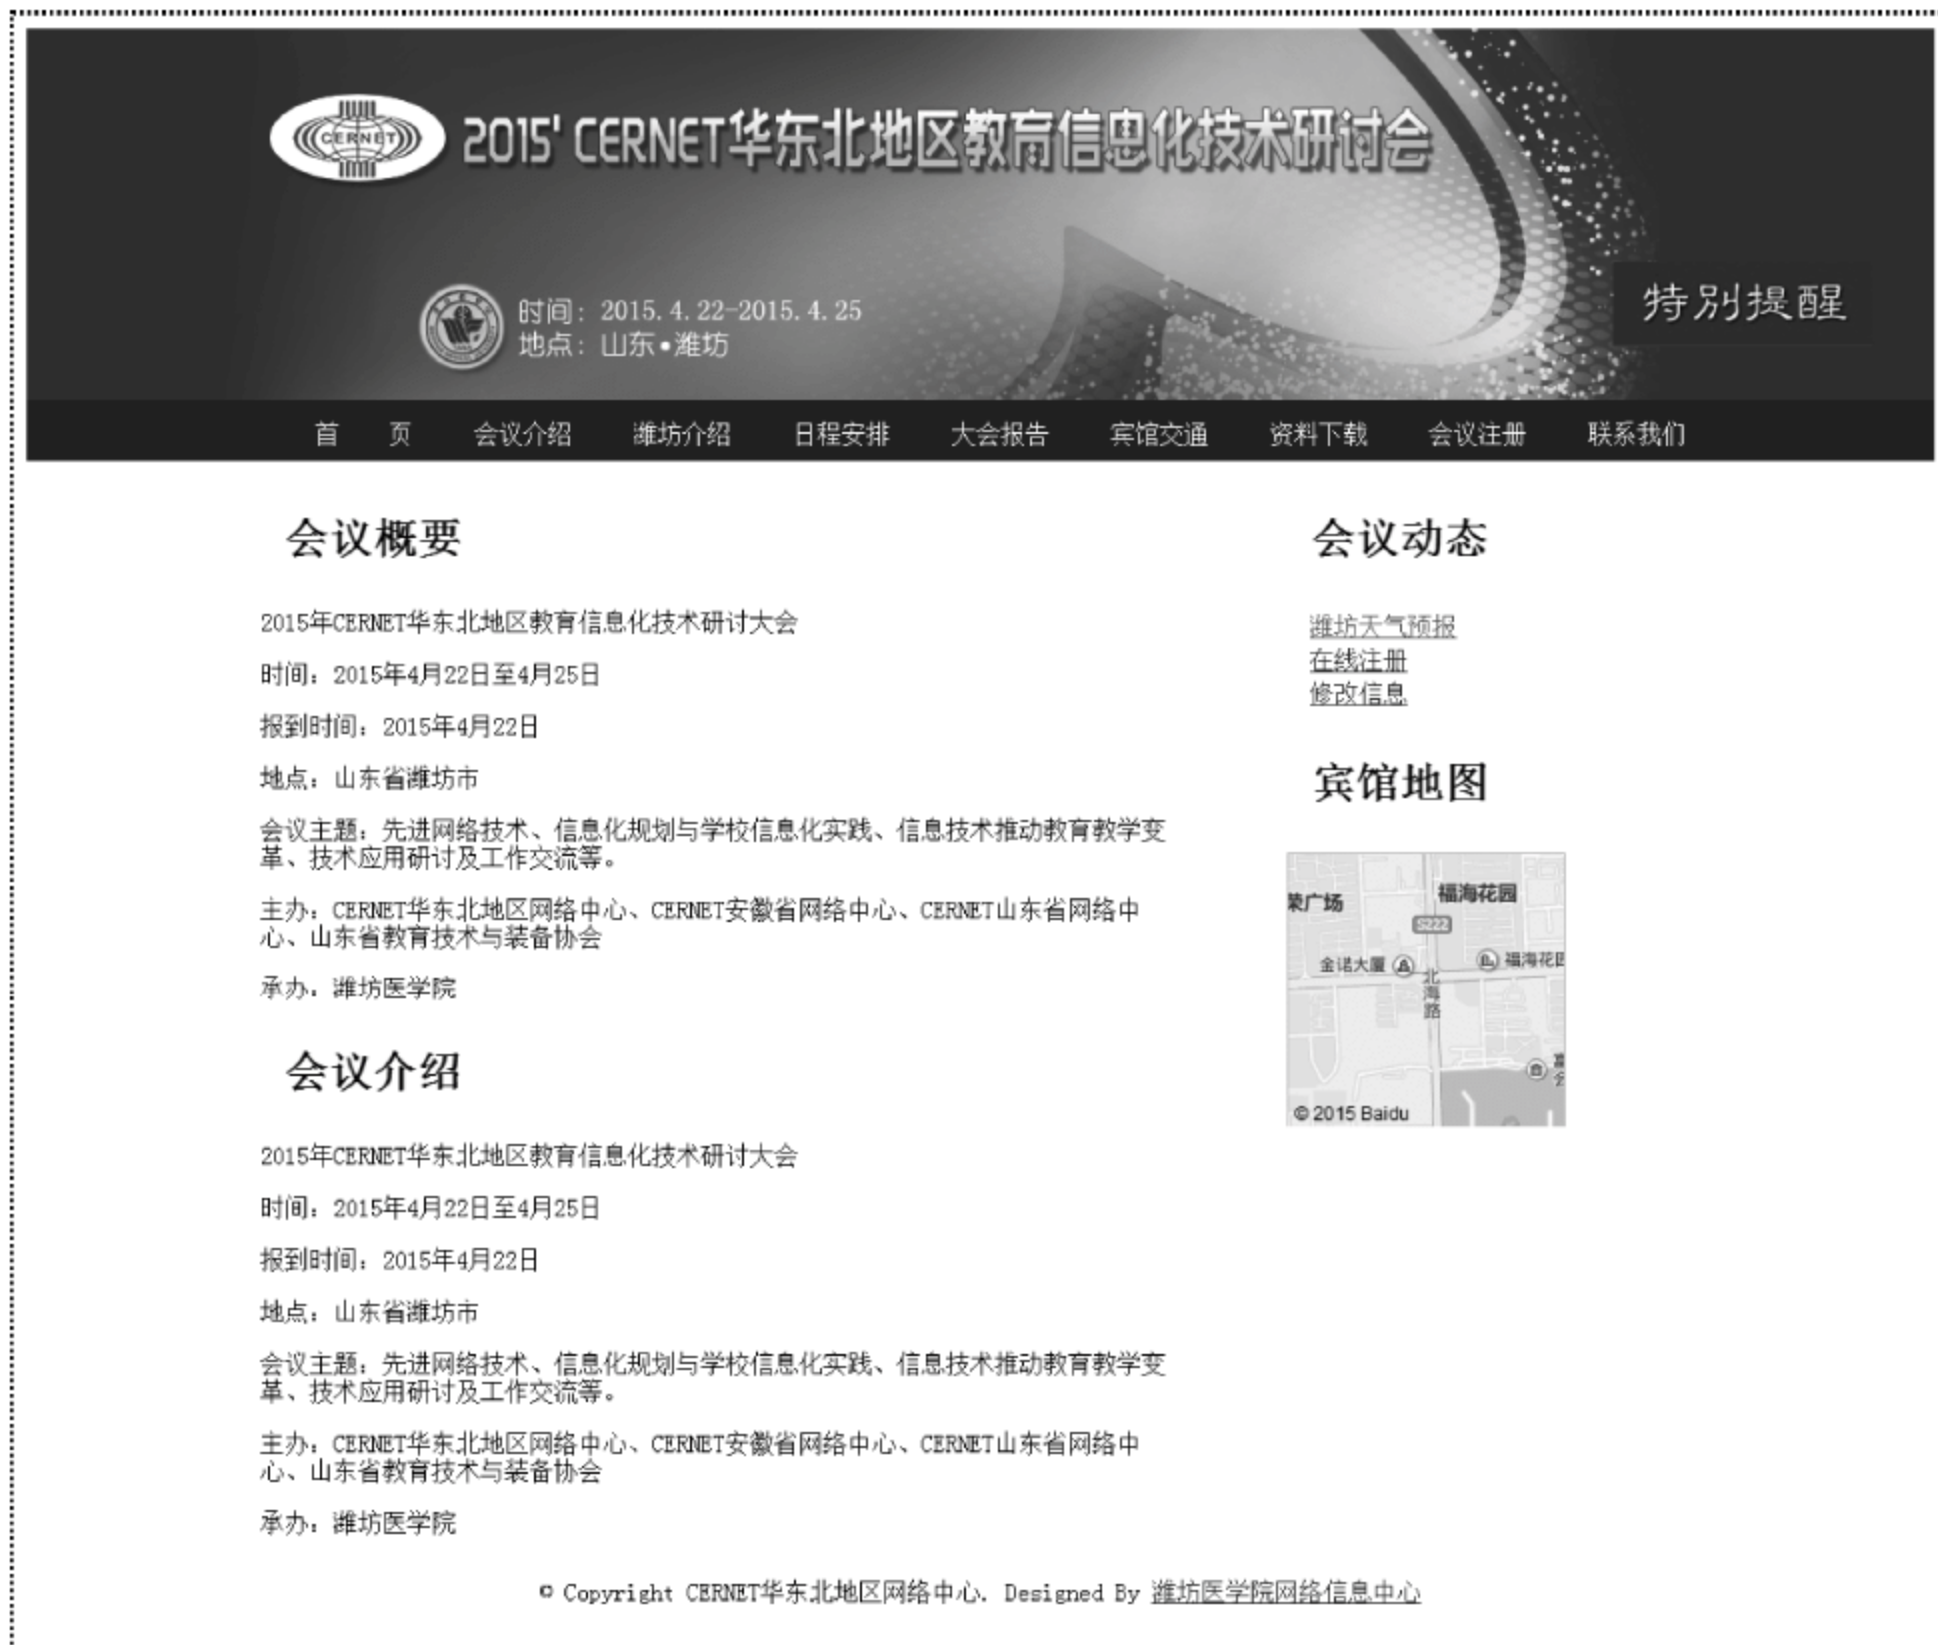 CERNET
2015' CERNET华东北地区教育信息化技术研讨会
时间：2015.4.22-2015.4.25
地点：山东•潍坊
特别提醒
首 页 会议介绍 潍坊介绍 日程安排 大会报告 宾馆交通 资料下载 会议注册 联系我们
会议概要
2015年CERNET华东北地区教育信息化技术研讨大会
时间：2015年4月22日至4月25日
报到时间：2015年4月22日
地点：山东省潍坊市
会议主题：先进网络技术、信息化规划与学校信息化实践、信息技术推动教育教学变
革、技术应用研讨及工作交流等。
主办：CERNET华东北地区网络中心、CERNET安徽省网络中心、CERNET山东省网络中
心、山东省教育技术与装备协会
承办：潍坊医学院
会议介绍
2015年CERNET华东北地区教育信息化技术研讨大会
时间：2015年4月22日至4月25日
报到时间：2015年4月22日
地点：山东省潍坊市
会议主题：先进网络技术、信息化规划与学校信息化实践、信息技术推动教育教学变
革、技术应用研讨及工作交流等。
主办：CERNET华东北地区网络中心、CERNET安徽省网络中心、CERNET山东省网络中
心、山东省教育技术与装备协会
承办：潍坊医学院
会议动态
潍坊天气预报
在线注册
修改信息
宾馆地图
荣广场
福海花园
S222
金诺大厦
福海花园
北海路
© 2015 Baidu
© Copyright CERNET华东北地区网络中心. Designed By 潍坊医学院网络信息中心